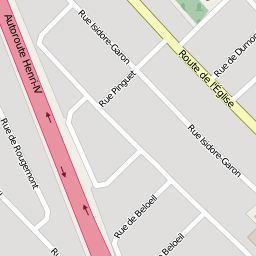 Rue Isidore-Garon
Autoroute Henri-IV
Route de l'Église
Rue de Dumo
Rue Pinguet
Rue Isidore-Garon
Rue de Rougemont
Rue de Beloeil
Beloeil